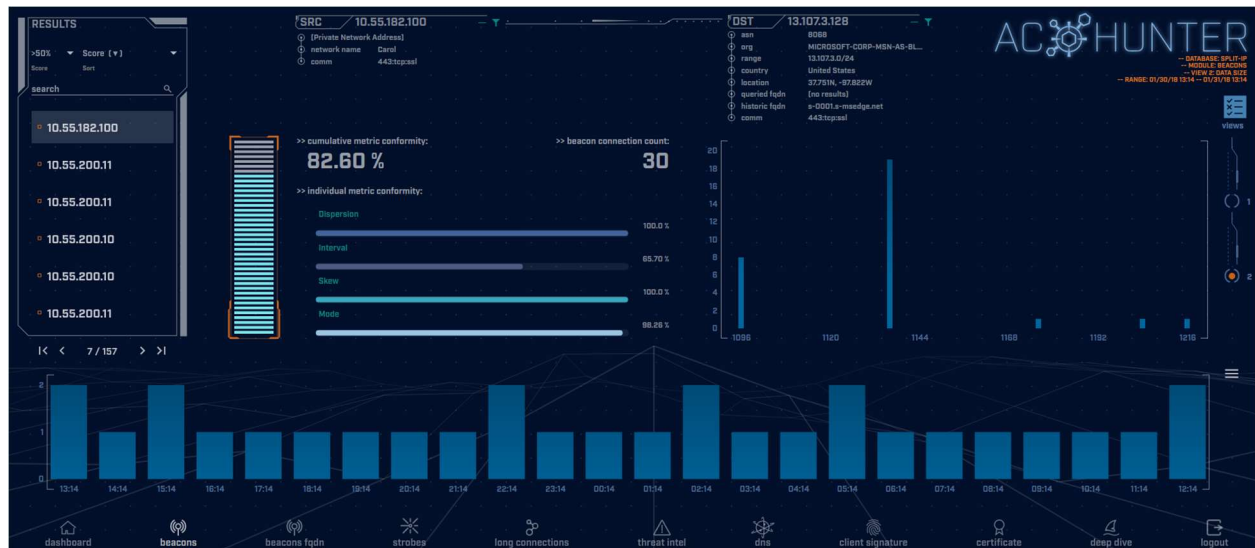 RESULTS
>50% Score (▼)
Score Sort
search
10.55.182.100
10.55.200.11
10.55.200.11
10.55.200.10
10.55.200.10
10.55.200.11
7 / 157
SRC 10.55.182.100
[Private Network Address]
network name Carol
comm 443:tcp:ssl
DST 13.107.3.128
asn 8068
org MICROSOFT-CORP-MSN-AS-BL...
range 13.107.3.0/24
country United States
location 37.751N, -97.822W
queried fqdn [no results]
historic fqdn s-0001.s-msedge.net
comm 443:tcp:ssl
AC HUNTER
-- DATABASE: SPLIT-IP
-- MODULE: BEACONS
-- VIEW 2: DATA SIZE
-- RANGE: 01/30/18 13:14 -- 01/31/18 13:14
views
1
2
>> cumulative metric conformity:
82.60 %
>> beacon connection count:
30
>> individual metric conformity:
Dispersion
100.0 %
Interval
65.70 %
Skew
100.0 %
Mode
98.26 %
20
18
16
14
12
10
8
6
4
2
0
1096 1120 1144 1168 1192 1216
2
1
0
13:14 14:14 15:14 16:14 17:14 18:14 19:14 20:14 21:14 22:14 23:14 00:14 01:14 02:14 03:14 04:14 05:14 06:14 07:14 08:14 09:14 10:14 11:14 12:14
dashboard beacons beacons fqdn strobes long connections threat intel dns client signature certificate deep dive logout